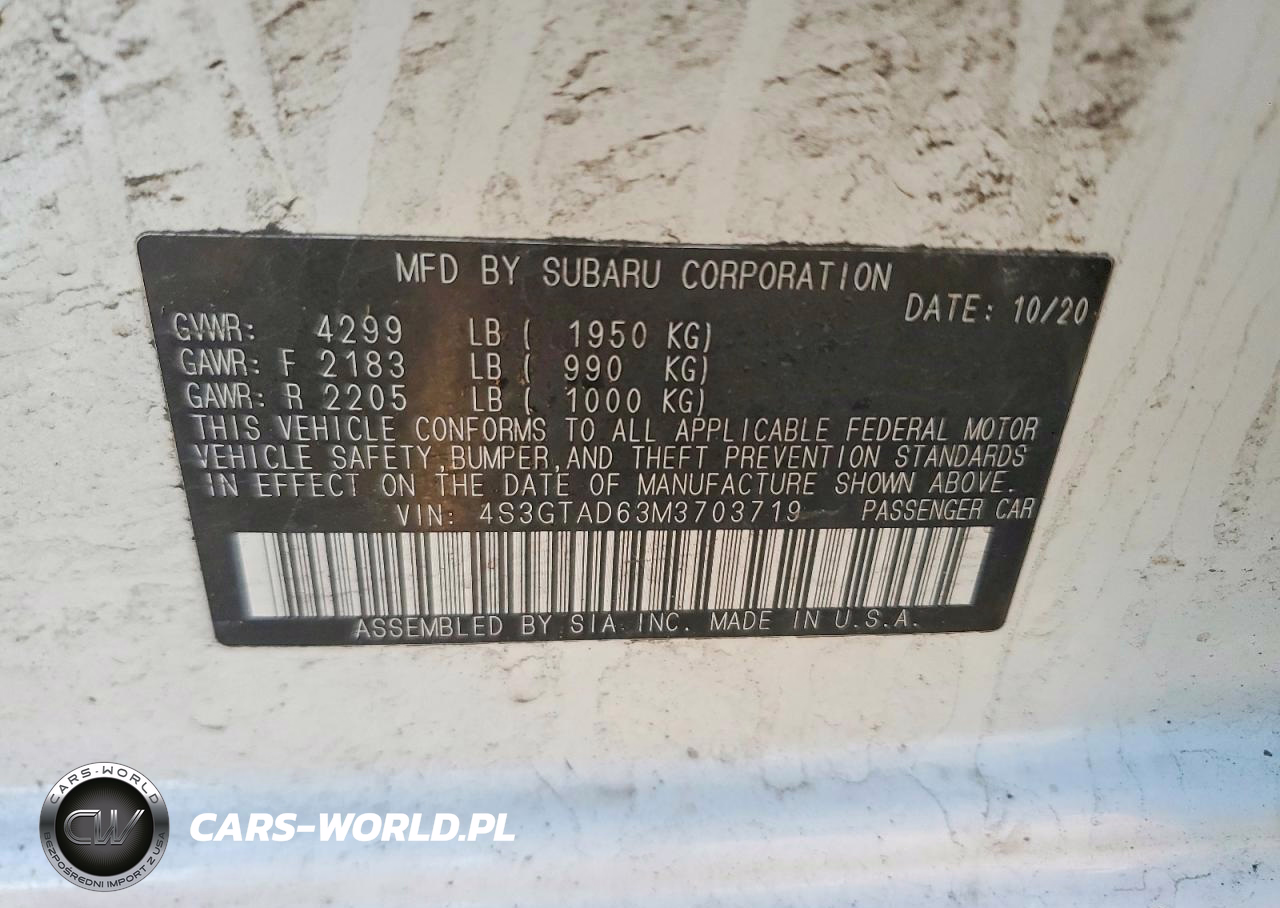 MFD BY SUBARU CORPORATION
DATE: 10/20
GVWR: 4299 LB ( 1950 KG)
GAWR: F 2183 LB ( 990 KG)
GAWR: R 2205 LB ( 1000 KG)
THIS VEHICLE CONFORMS TO ALL APPLICABLE FEDERAL MOTOR
VEHICLE SAFETY, BUMPER, AND THEFT PREVENTION STANDARDS
IN EFFECT ON THE DATE OF MANUFACTURE SHOWN ABOVE.
VIN: 4S3GTAD63M3703719 PASSENGER CAR
ASSEMBLED BY SIA INC. MADE IN U.S.A.
CARS-WORLD
CW
BEZPOŚREDNI IMPORT Z USA
CARS-WORLD.PL